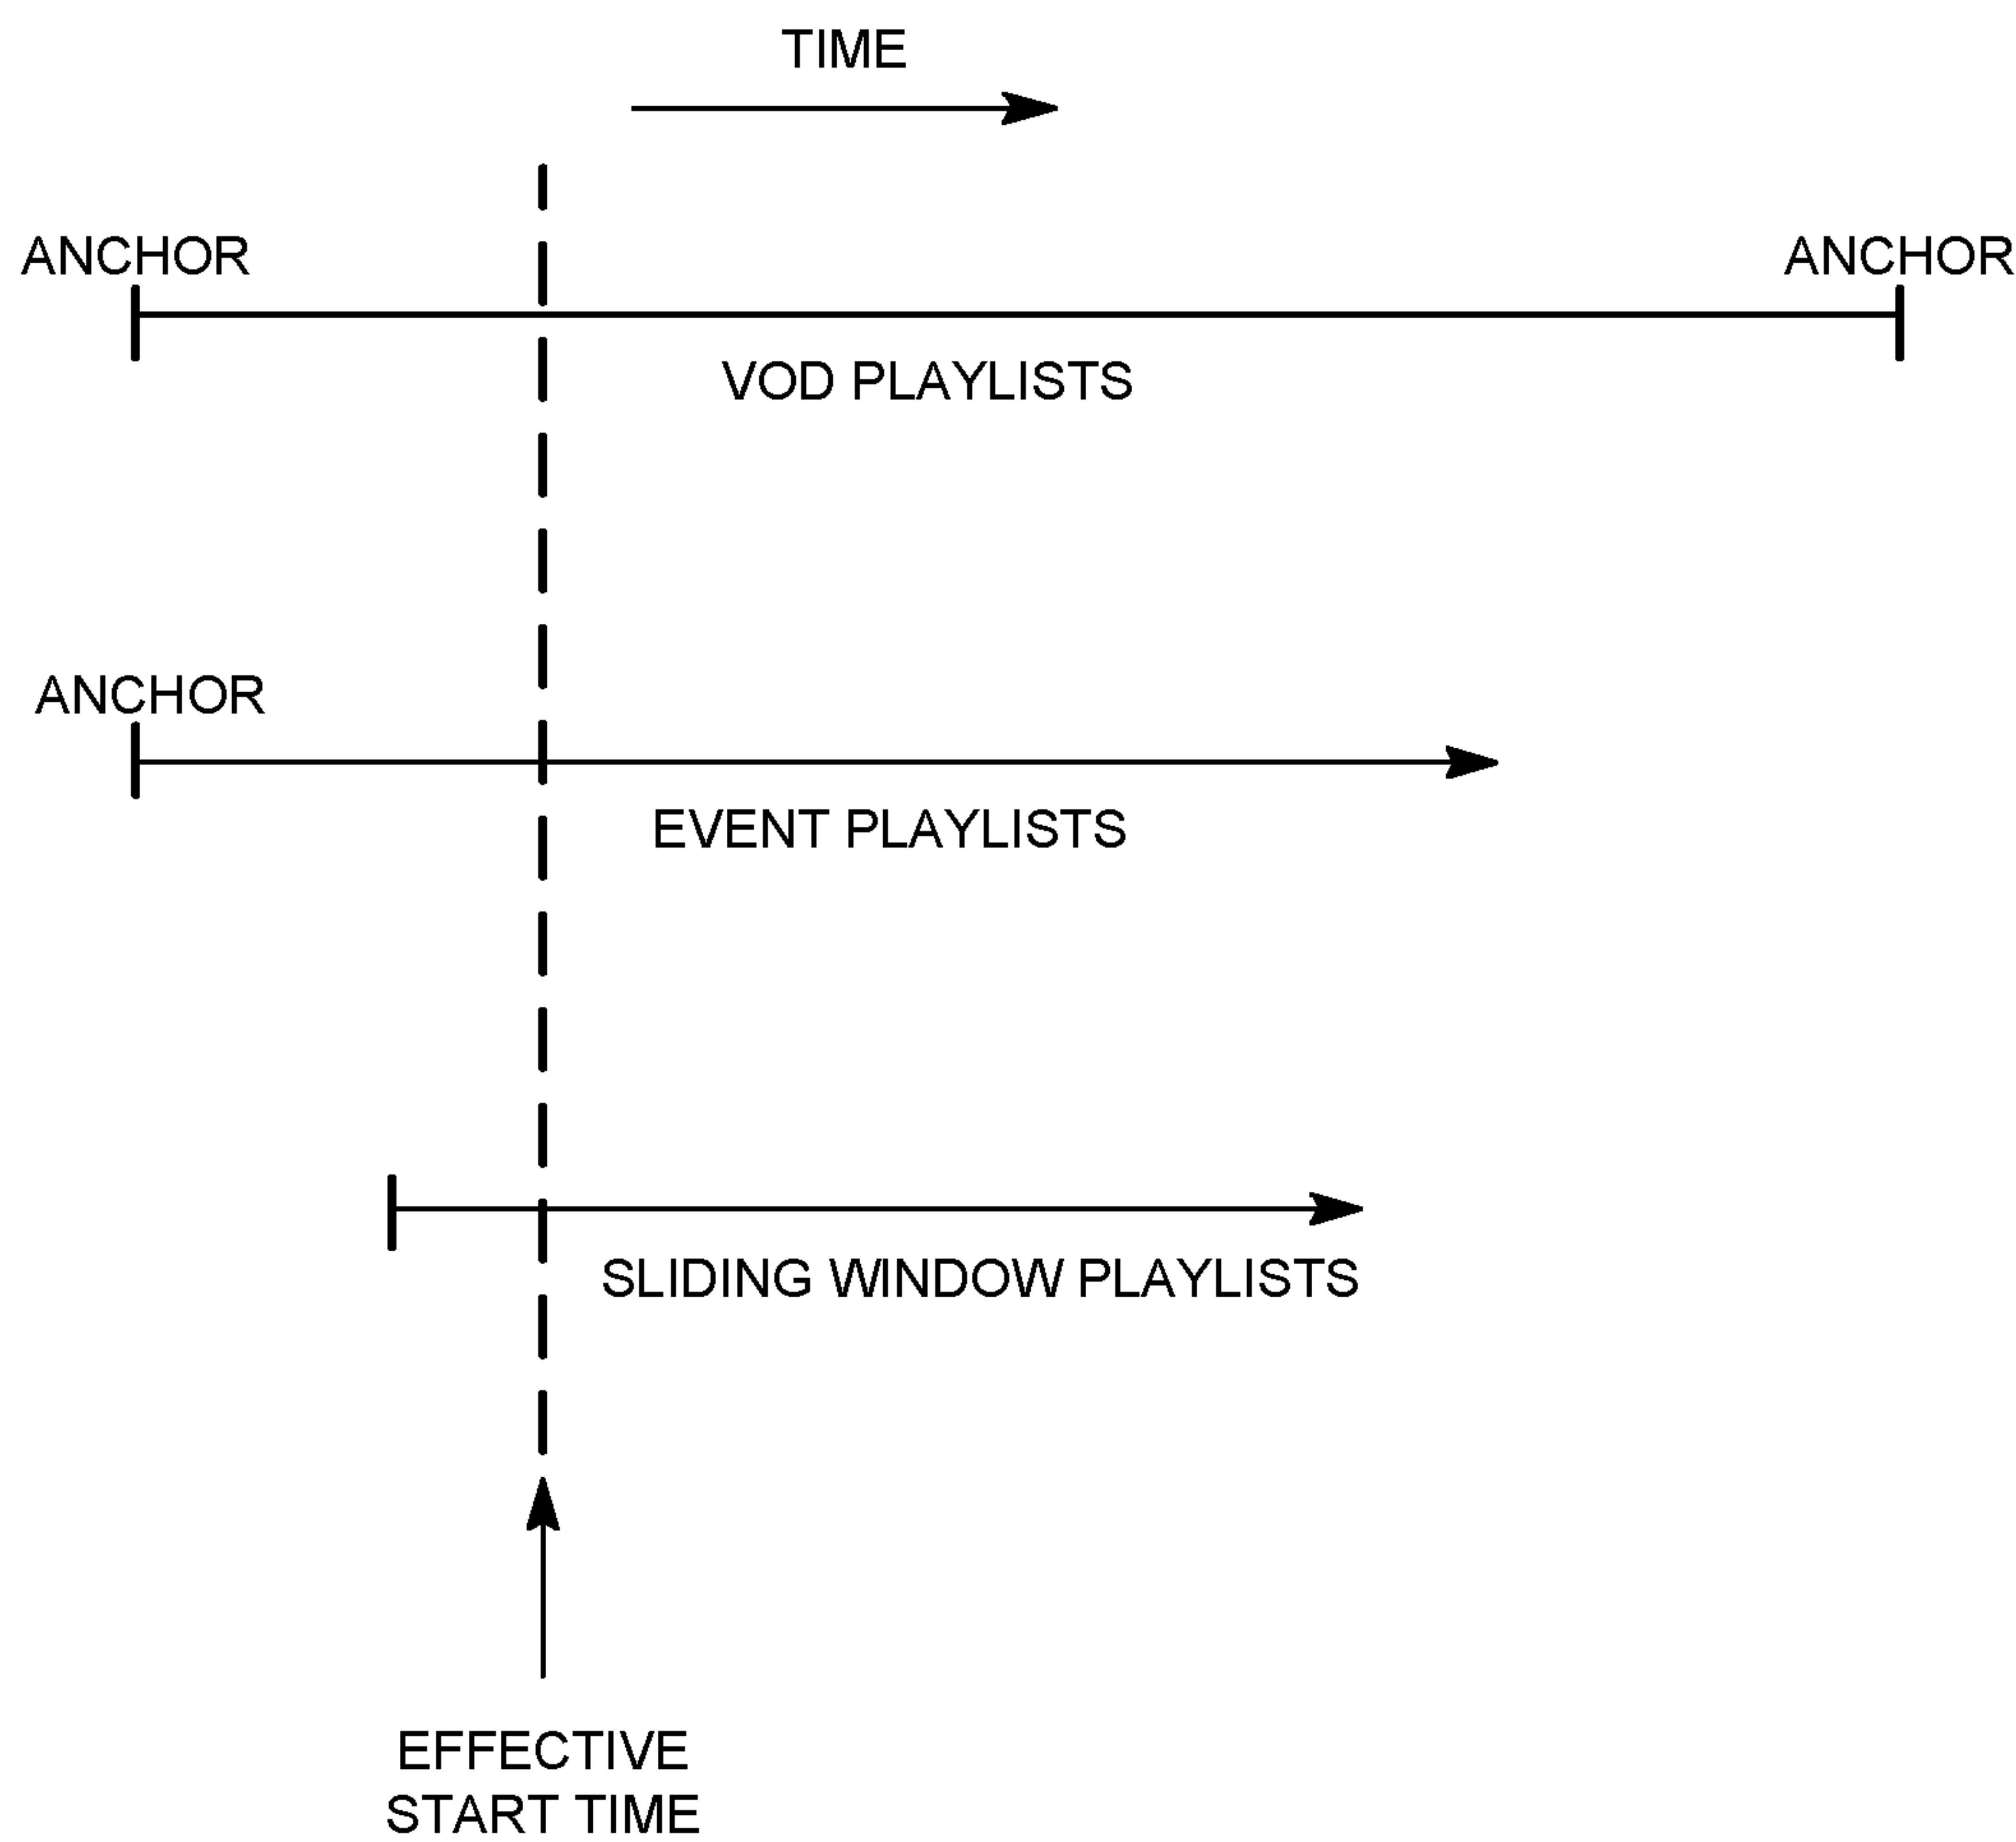 TIME
ANCHOR
ANCHOR
VOD PLAYLISTS
ANCHOR
EVENT PLAYLISTS
SLIDING WINDOW PLAYLISTS
EFFECTIVE
START TIME